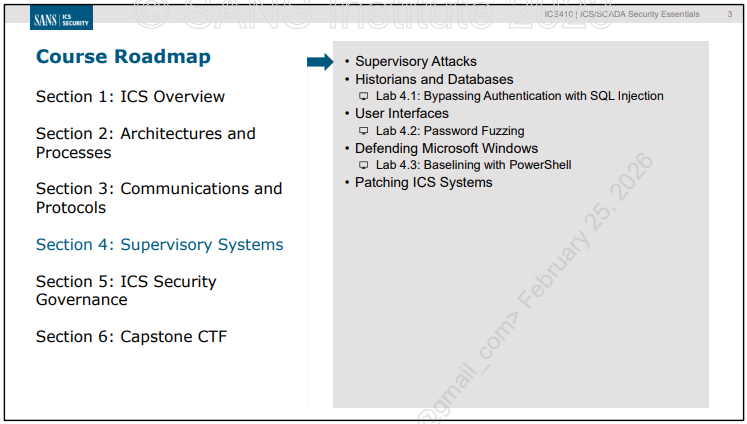 © SANS Institute 2026
SANS ICS SECURITY
ICS410 | ICS/SCADA Security Essentials 3
Course Roadmap
Section 1: ICS Overview
Section 2: Architectures and
Processes
Section 3: Communications and
Protocols
Section 4: Supervisory Systems
Section 5: ICS Security
Governance
Section 6: Capstone CTF
• Supervisory Attacks
• Historians and Databases
Lab 4.1: Bypassing Authentication with SQL Injection
• User Interfaces
Lab 4.2: Password Fuzzing
• Defending Microsoft Windows
Lab 4.3: Baselining with PowerShell
• Patching ICS Systems
@gmail_com> February 25, 2026